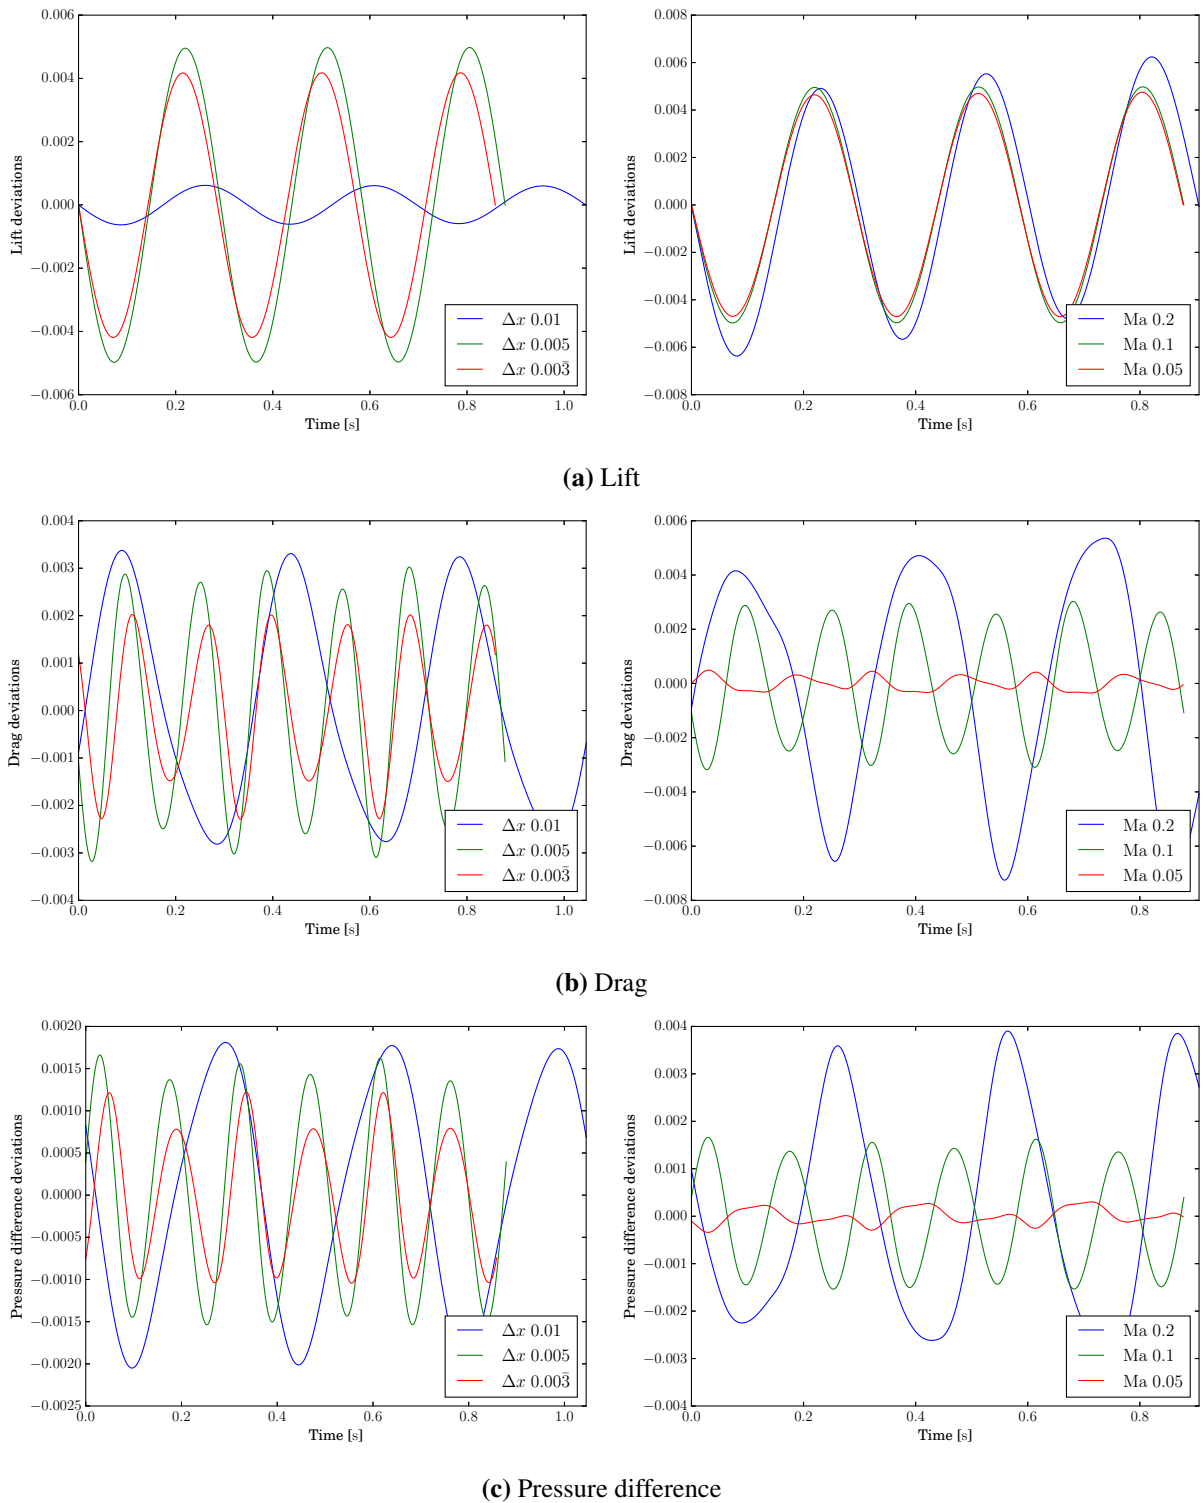 0.006
0.004
0.002
0.000
−0.002
−0.004
−0.006
Lift deviations
0.0 0.2 0.4 0.6 0.8 1.0
Time [s]
Δx 0.01
Δx 0.005
Δx 0.003̄
0.008
0.006
0.004
0.002
0.000
−0.002
−0.004
−0.006
−0.008
Lift deviations
0.0 0.2 0.4 0.6 0.8
Time [s]
Ma 0.2
Ma 0.1
Ma 0.05
(a) Lift
0.004
0.003
0.002
0.001
0.000
−0.001
−0.002
−0.003
−0.004
Drag deviations
0.0 0.2 0.4 0.6 0.8 1.0
Time [s]
Δx 0.01
Δx 0.005
Δx 0.003̄
0.006
0.004
0.002
0.000
−0.002
−0.004
−0.006
−0.008
Drag deviations
0.0 0.2 0.4 0.6 0.8
Time [s]
Ma 0.2
Ma 0.1
Ma 0.05
(b) Drag
0.0020
0.0015
0.0010
0.0005
0.0000
−0.0005
−0.0010
−0.0015
−0.0020
−0.0025
Pressure difference deviations
0.0 0.2 0.4 0.6 0.8 1.0
Time [s]
Δx 0.01
Δx 0.005
Δx 0.003̄
0.004
0.003
0.002
0.001
0.000
−0.001
−0.002
−0.003
−0.004
Pressure difference deviations
0.0 0.2 0.4 0.6 0.8
Time [s]
Ma 0.2
Ma 0.1
Ma 0.05
(c) Pressure difference